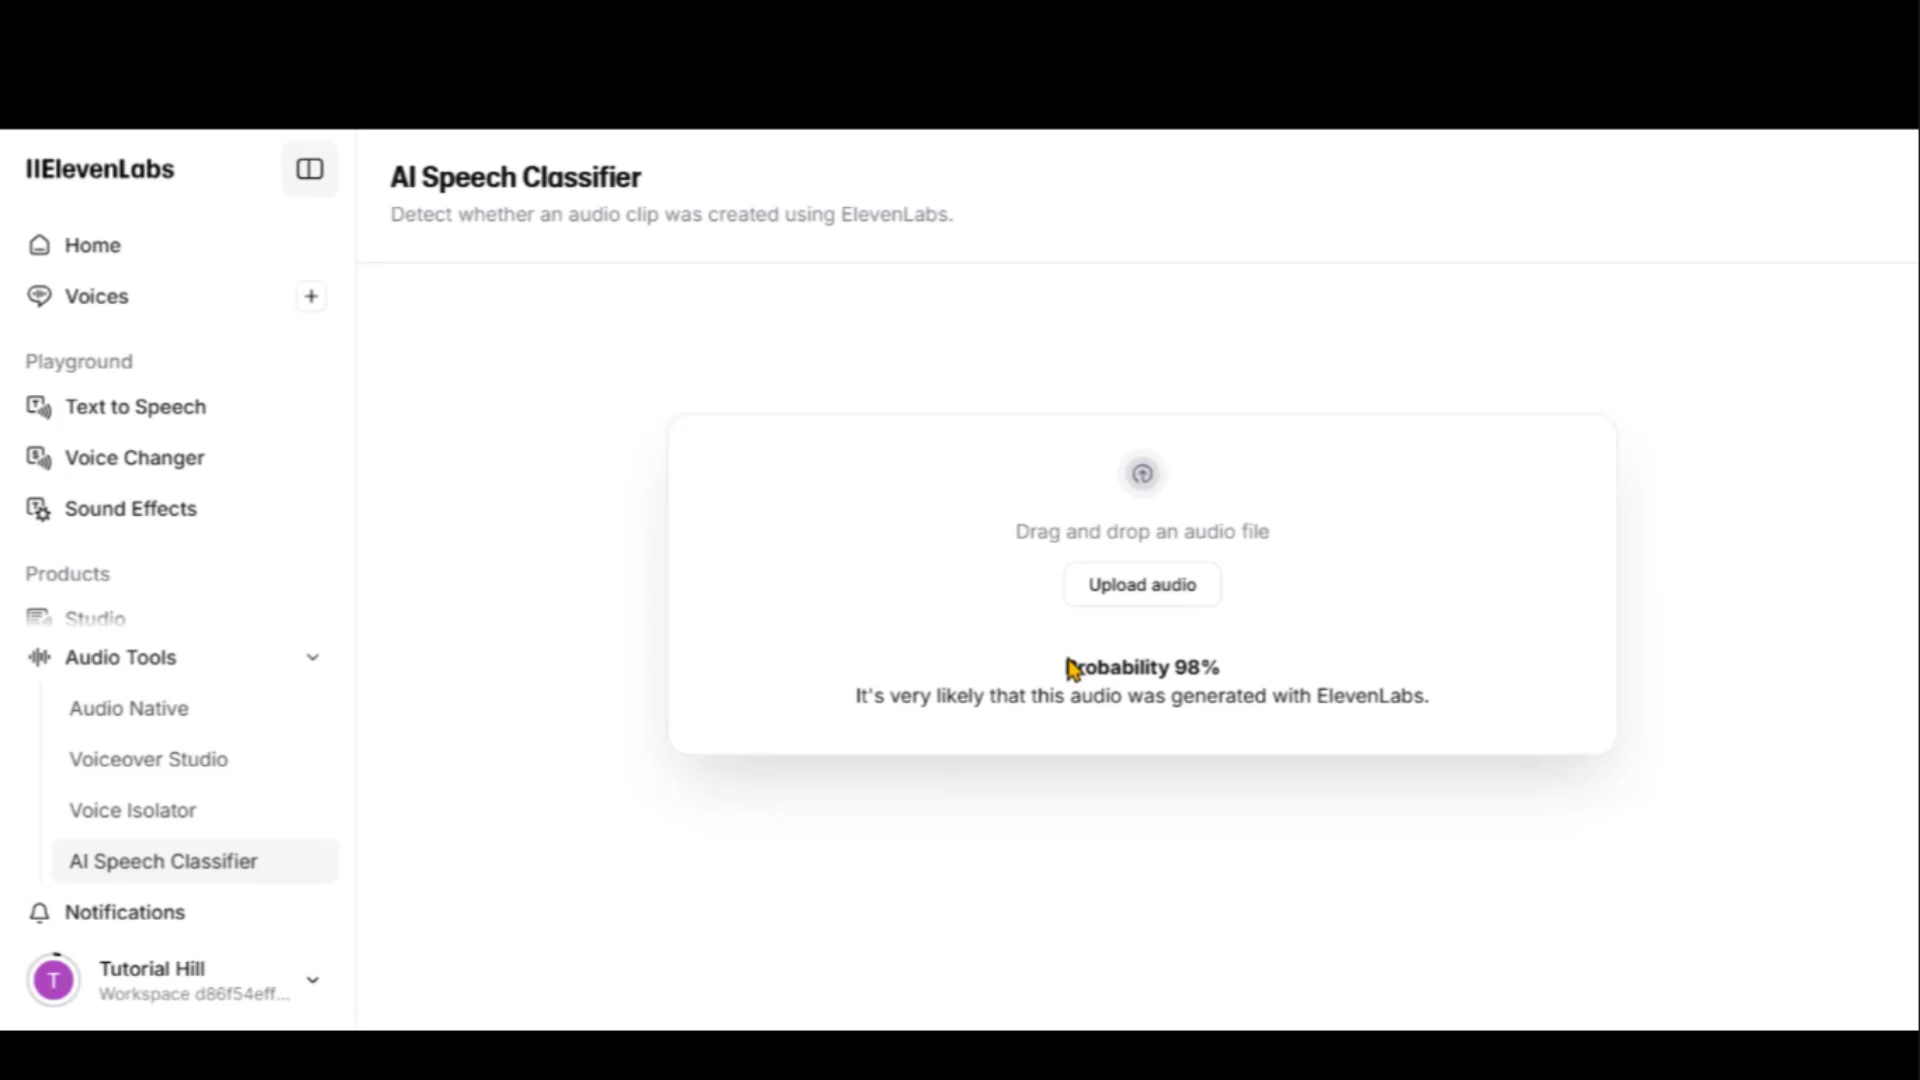 IIElevenLabs
Home
Voices
Playground
Text to Speech
Voice Changer
Sound Effects
Products
Studio
Audio Tools
Audio Native
Voiceover Studio
Voice Isolator
AI Speech Classifier
Notifications
T
Tutorial Hill
Workspace d86f54eff...
AI Speech Classifier
Detect whether an audio clip was created using ElevenLabs.
Drag and drop an audio file
Upload audio
Probability 98%
It's very likely that this audio was generated with ElevenLabs.